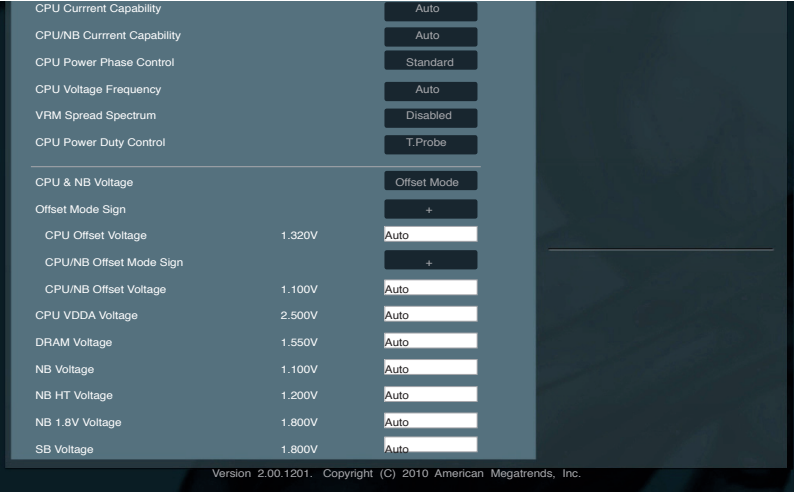 CPU Currrent Capability Auto
CPU/NB Currrent Capability Auto
CPU Power Phase Control Standard
CPU Voltage Frequency Auto
VRM Spread Spectrum Disabled
CPU Power Duty Control T.Probe
CPU & NB Voltage Offset Mode
Offset Mode Sign +
CPU Offset Voltage 1.320V Auto
CPU/NB Offset Mode Sign +
CPU/NB Offset Voltage 1.100V Auto
CPU VDDA Voltage 2.500V Auto
DRAM Voltage 1.550V Auto
NB Voltage 1.100V Auto
NB HT Voltage 1.200V Auto
NB 1.8V Voltage 1.800V Auto
SB Voltage 1.800V Auto
Version 2.00.1201. Copyright (C) 2010 American Megatrends, Inc.